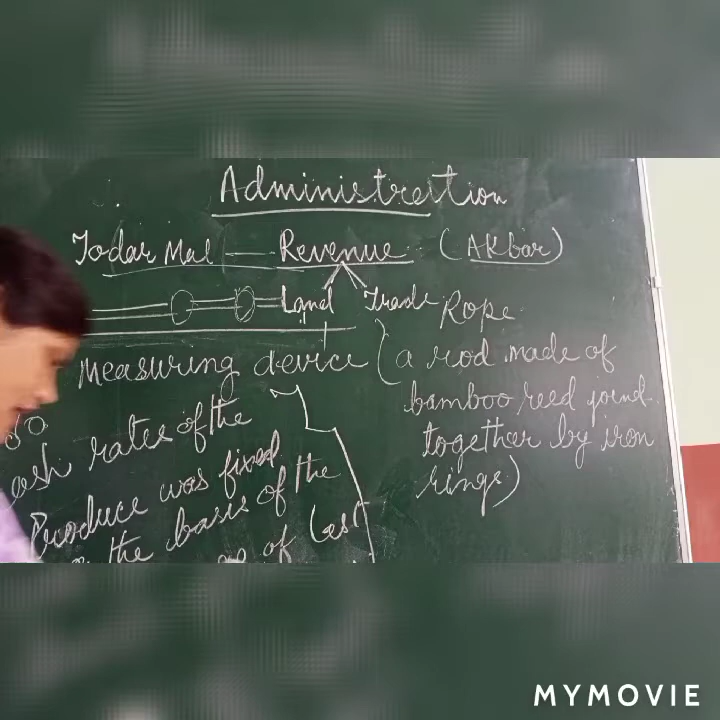 Administration
Todar Mal — Revenue (Akbar)
Land Trade Rope
Measuring device (a rod made of
bamboo reed joind
together by iron
rings)
ash rates of the
Produce was fixed
the basis of the
of Last
MYMOVIE